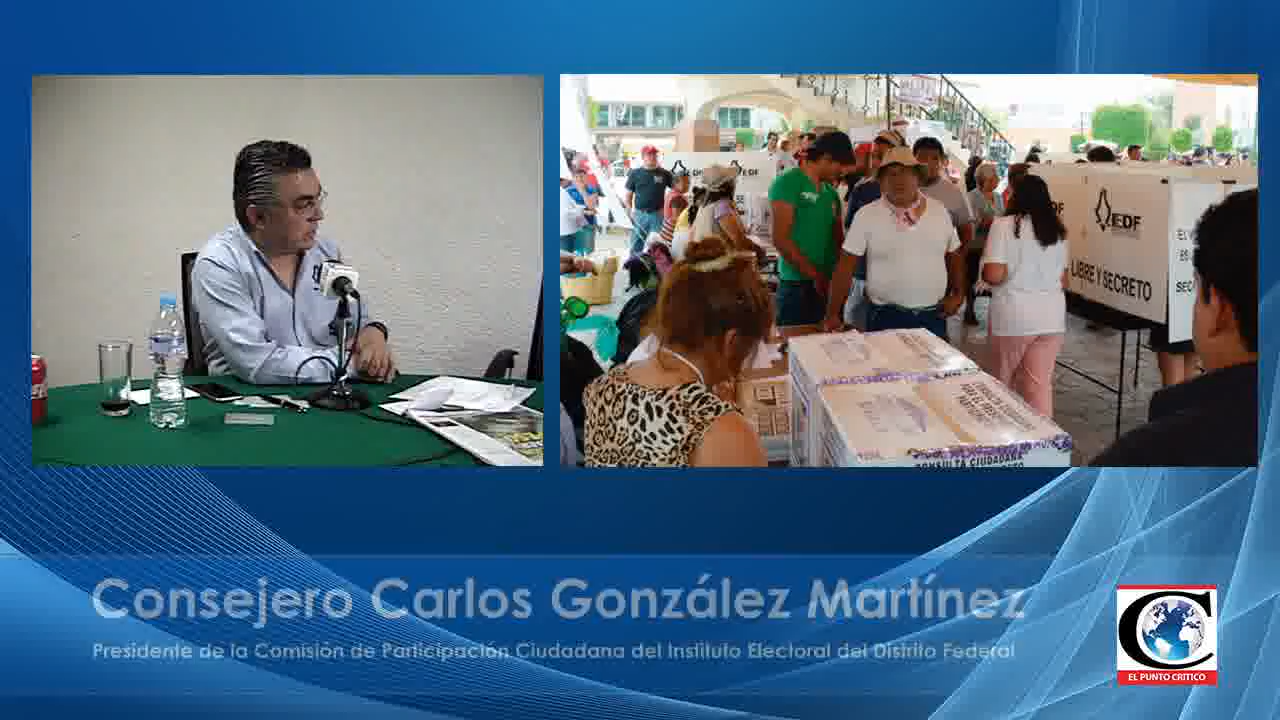 IEDF
LIBRE Y SECRETO
CONSULTA CIUDADANA
Consejero Carlos González Martínez
Presidente de la Comisión de Participación Ciudadana del Instituto Electoral del Distrito Federal
C
EL PUNTO CRITICO